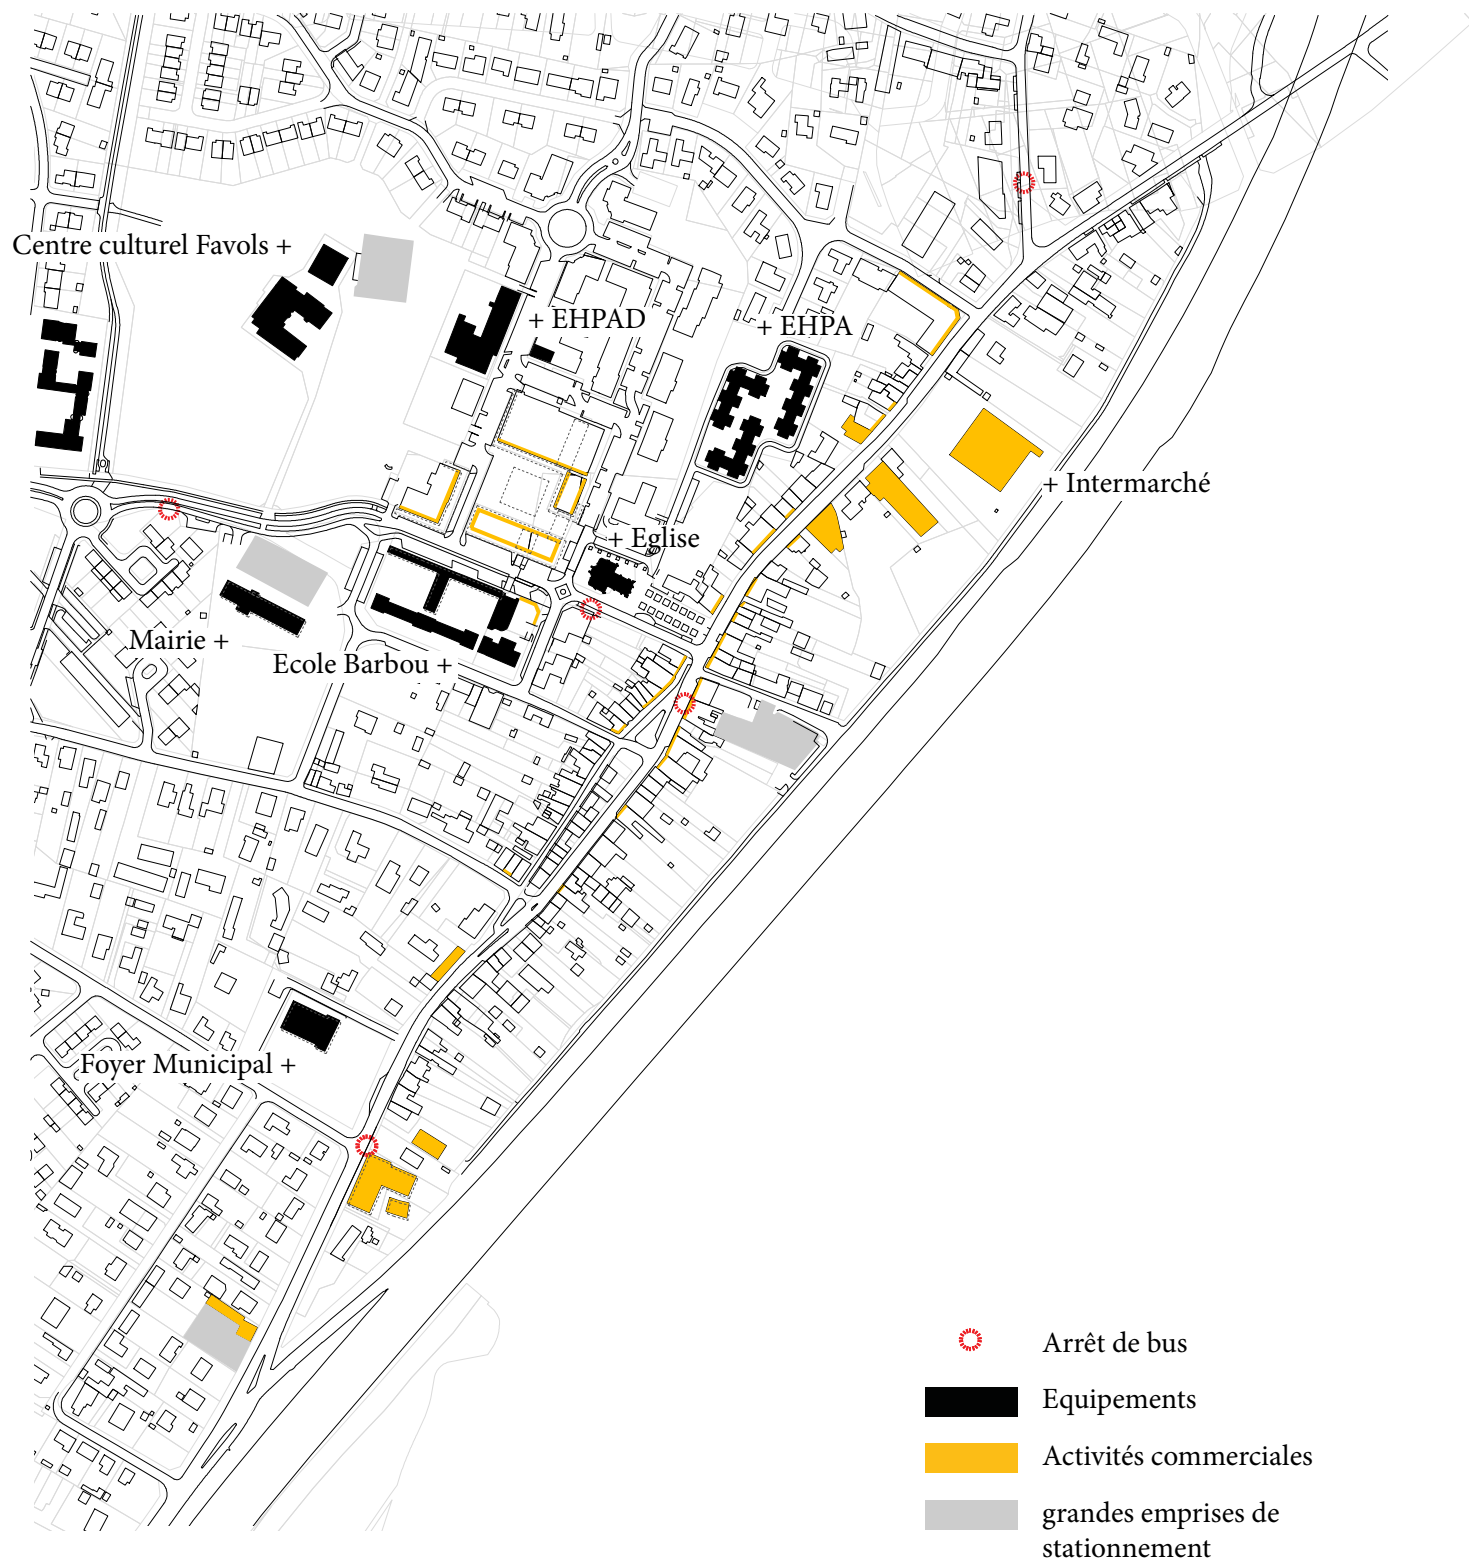 Centre culturel Favols +
+ EHPAD
+ EHPA
+ Intermarché
+ Eglise
Mairie +
Ecole Barbou +
Foyer Municipal +
Arrêt de bus
Equipements
Activités commerciales
grandes emprises de
stationnement